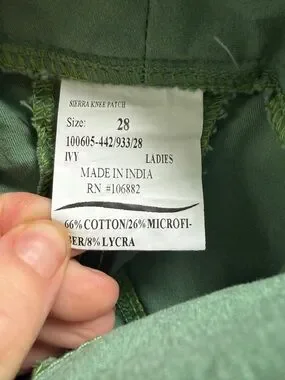 SIERRA KNEE PATCH
Size: 28
100605-442/933/28
IVY LADIES
MADE IN INDIA
RN #106882
66% COTTON/26% MICROFI-
BER/8% LYCRA